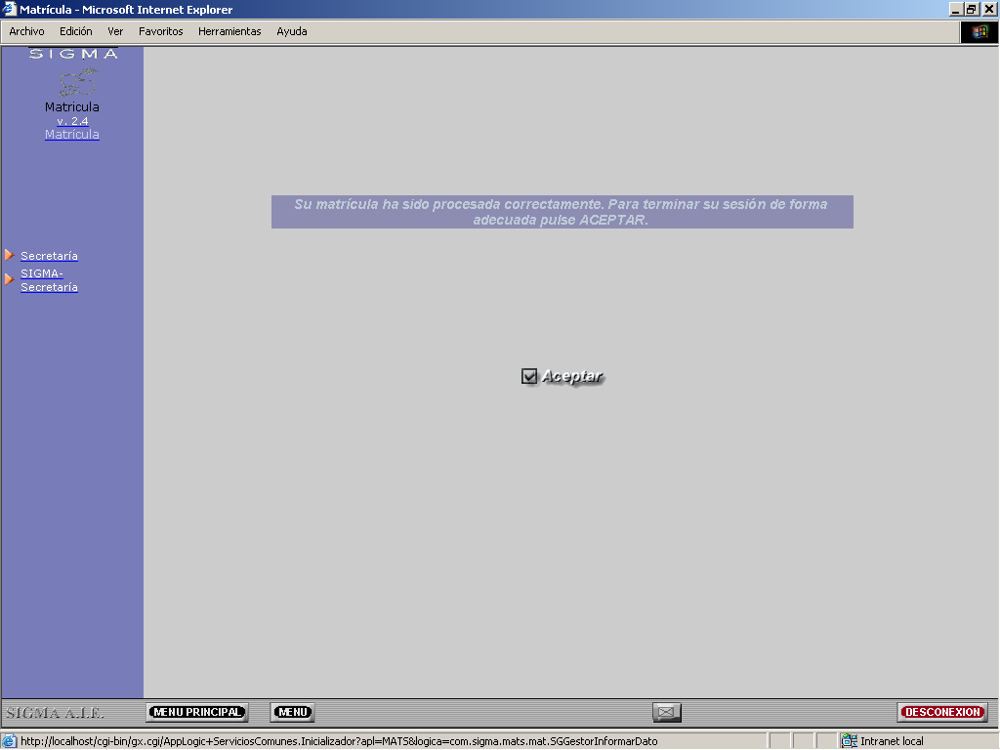 Matrícula - Microsoft Internet Explorer
Archivo Edición Ver Favoritos Herramientas Ayuda
SIGMA
Matricula
v. 2.4
Matrícula
Su matrícula ha sido procesada correctamente. Para terminar su sesión de forma
adecuada pulse ACEPTAR.
Secretaría
SIGMA-
Secretaría
Aceptar
SIGMA A.I.E. MENU PRINCIPAL MENU DESCONEXION
http://localhost/cgi-bin/gx.cgi/AppLogic+ServiciosComunes.Inicializador?apl=MATS&logica=com.sigma.mats.mat.SGGestorInformarDato Intranet local